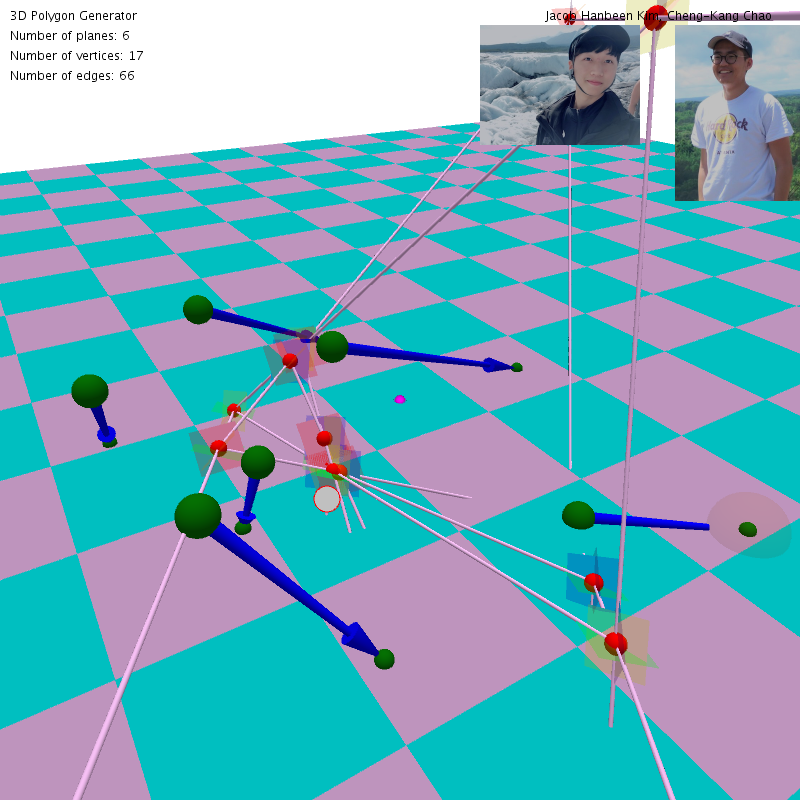 3D Polygon Generator
Jacob Hanbeen Kim, Cheng-Kang Chao
Number of planes: 6
Number of vertices: 17
Number of edges: 66